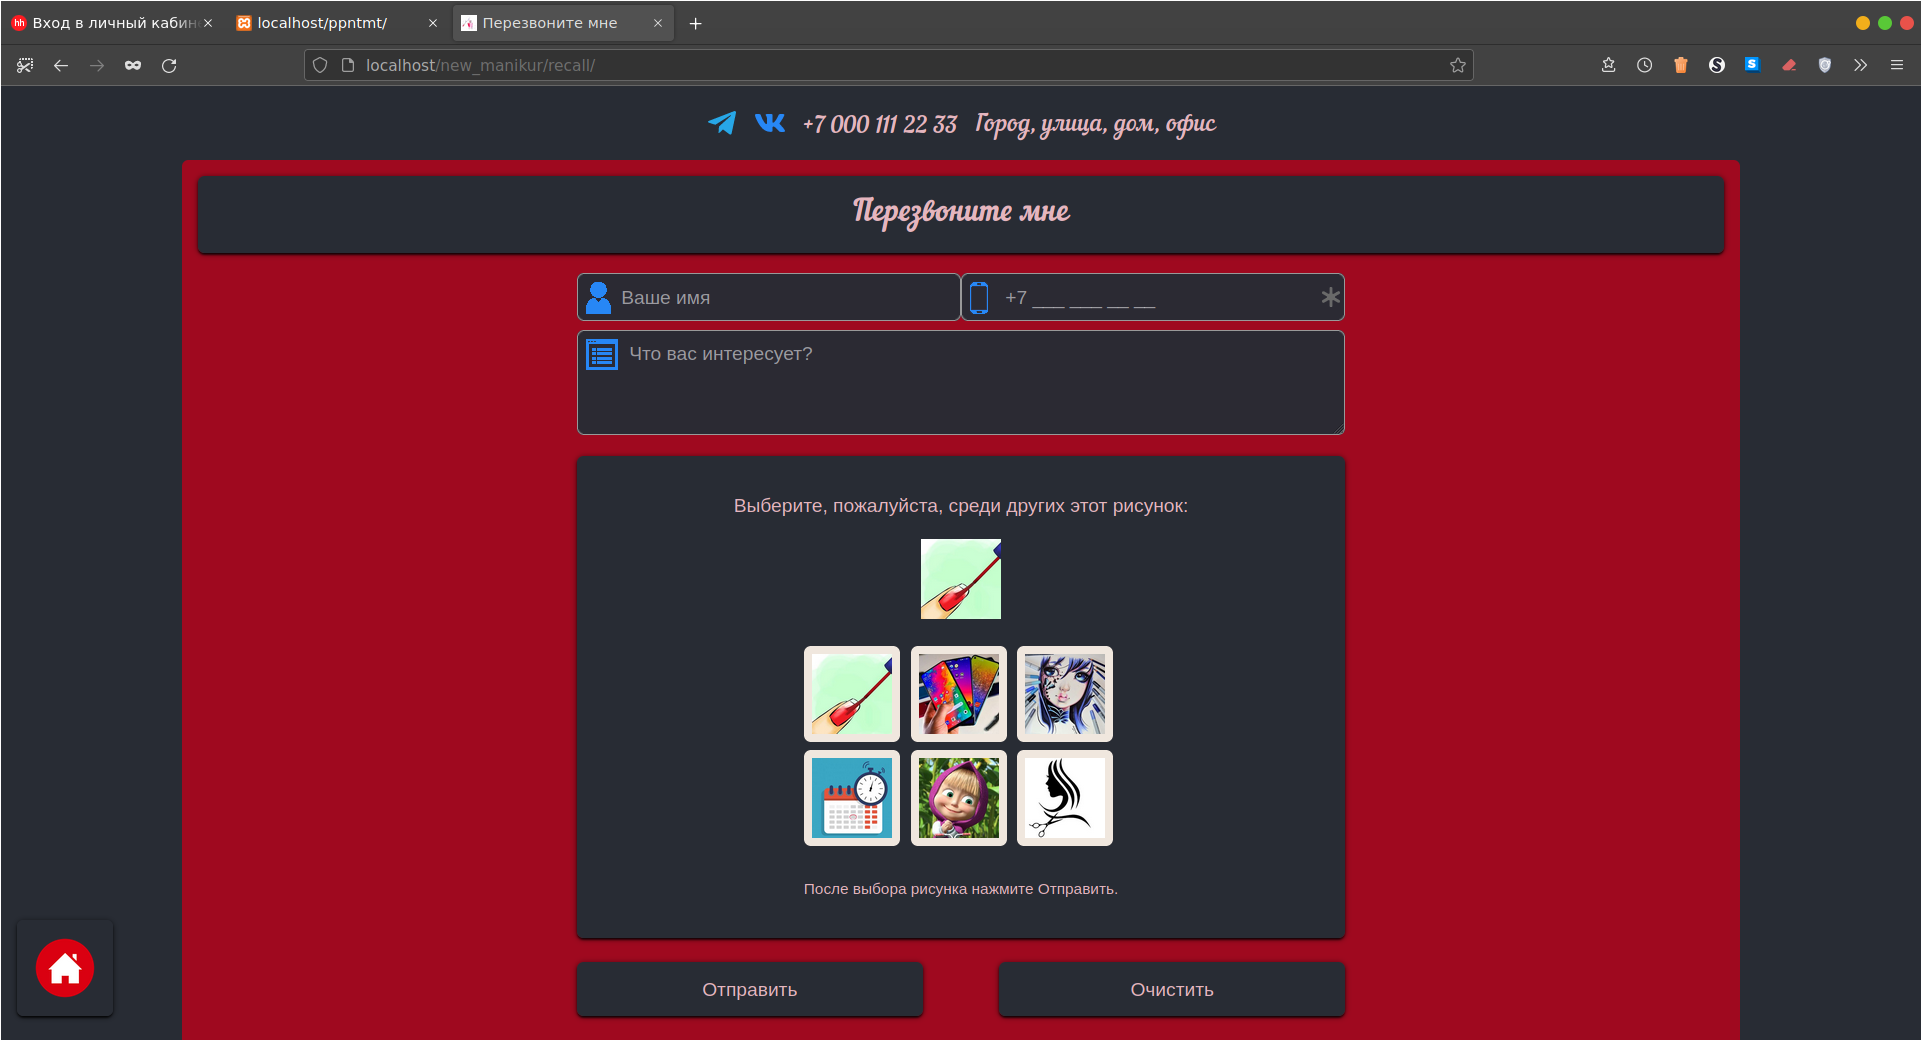 Вход в личный кабин
localhost/ppntmt/
Перезвоните мне
localhost/new_manikur/recall/
+7 000 111 22 33 Город, улица, дом, офис
Перезвоните мне
Ваше имя
+7 ___ ___ __ __
Что вас интересует?
Выберите, пожалуйста, среди других этот рисунок:
После выбора рисунка нажмите Отправить.
Отправить
Очистить